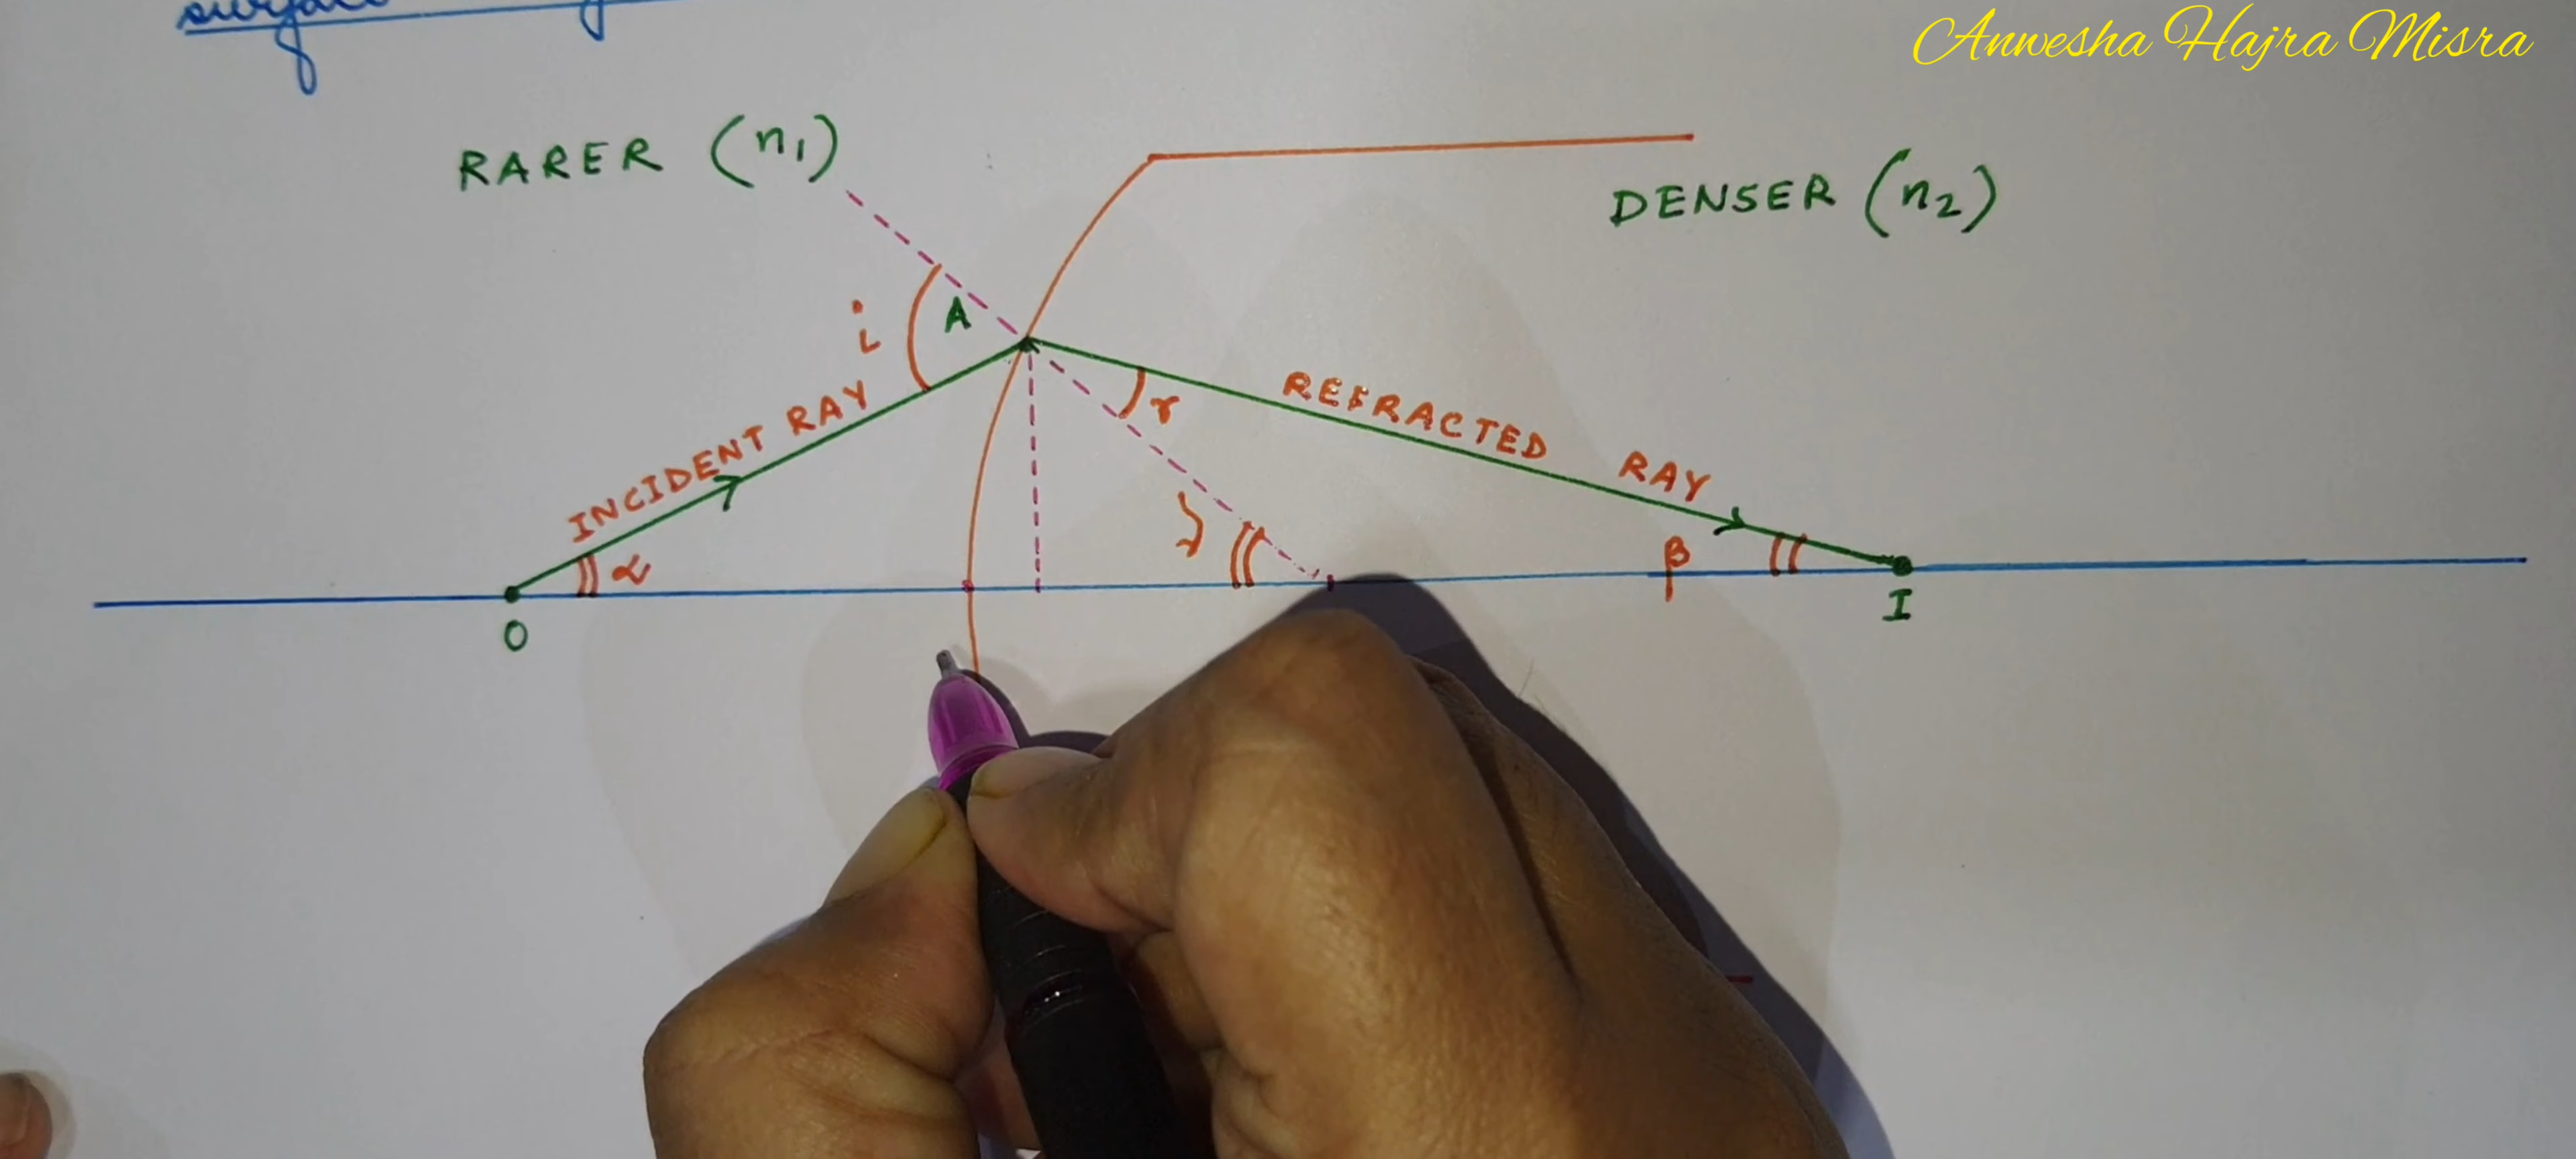 Anwesha Hajra Misra
RARER (n₁)
DENSER (n₂)
i
A
r
INCIDENT RAY
REFRACTED RAY
α
γ
β
O
I